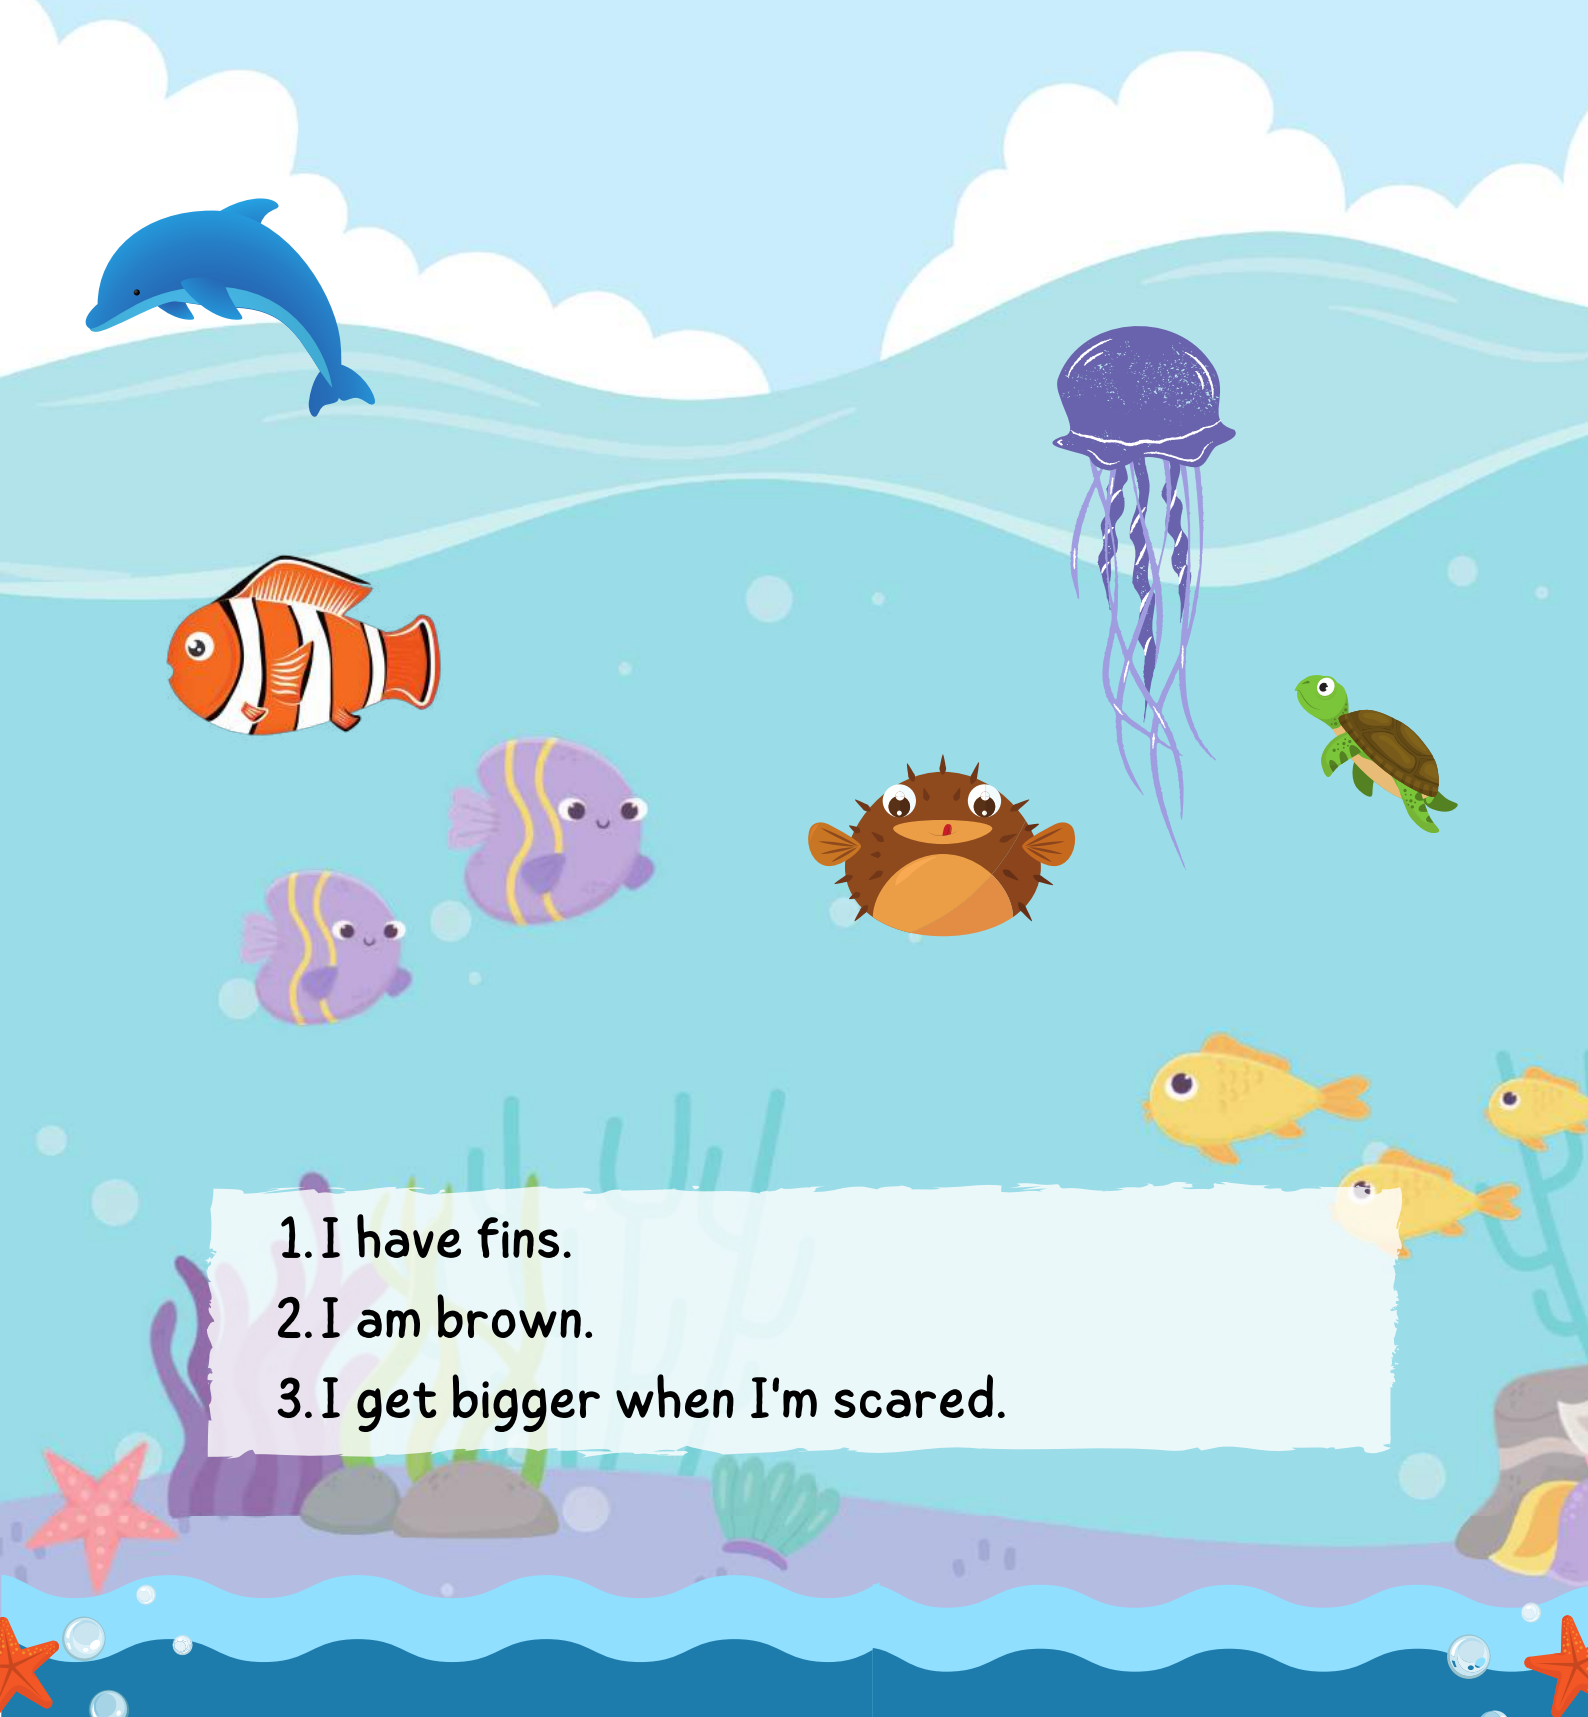 1. I have fins.
2. I am brown.
3. I get bigger when I'm scared.